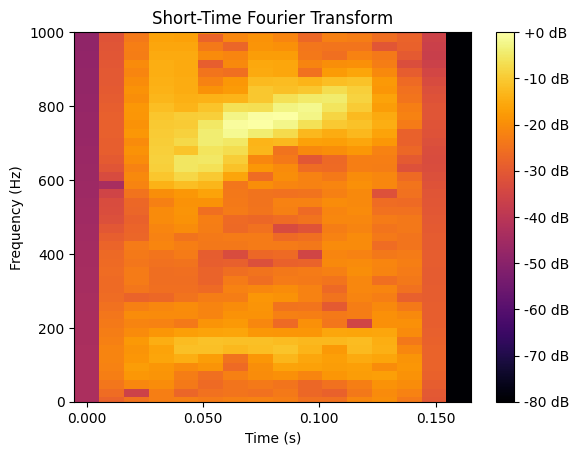 Short-Time Fourier Transform
1000
800
600
400
200
0
Frequency (Hz)
0.000
0.050
0.100
0.150
Time (s)
+0 dB
-10 dB
-20 dB
-30 dB
-40 dB
-50 dB
-60 dB
-70 dB
-80 dB